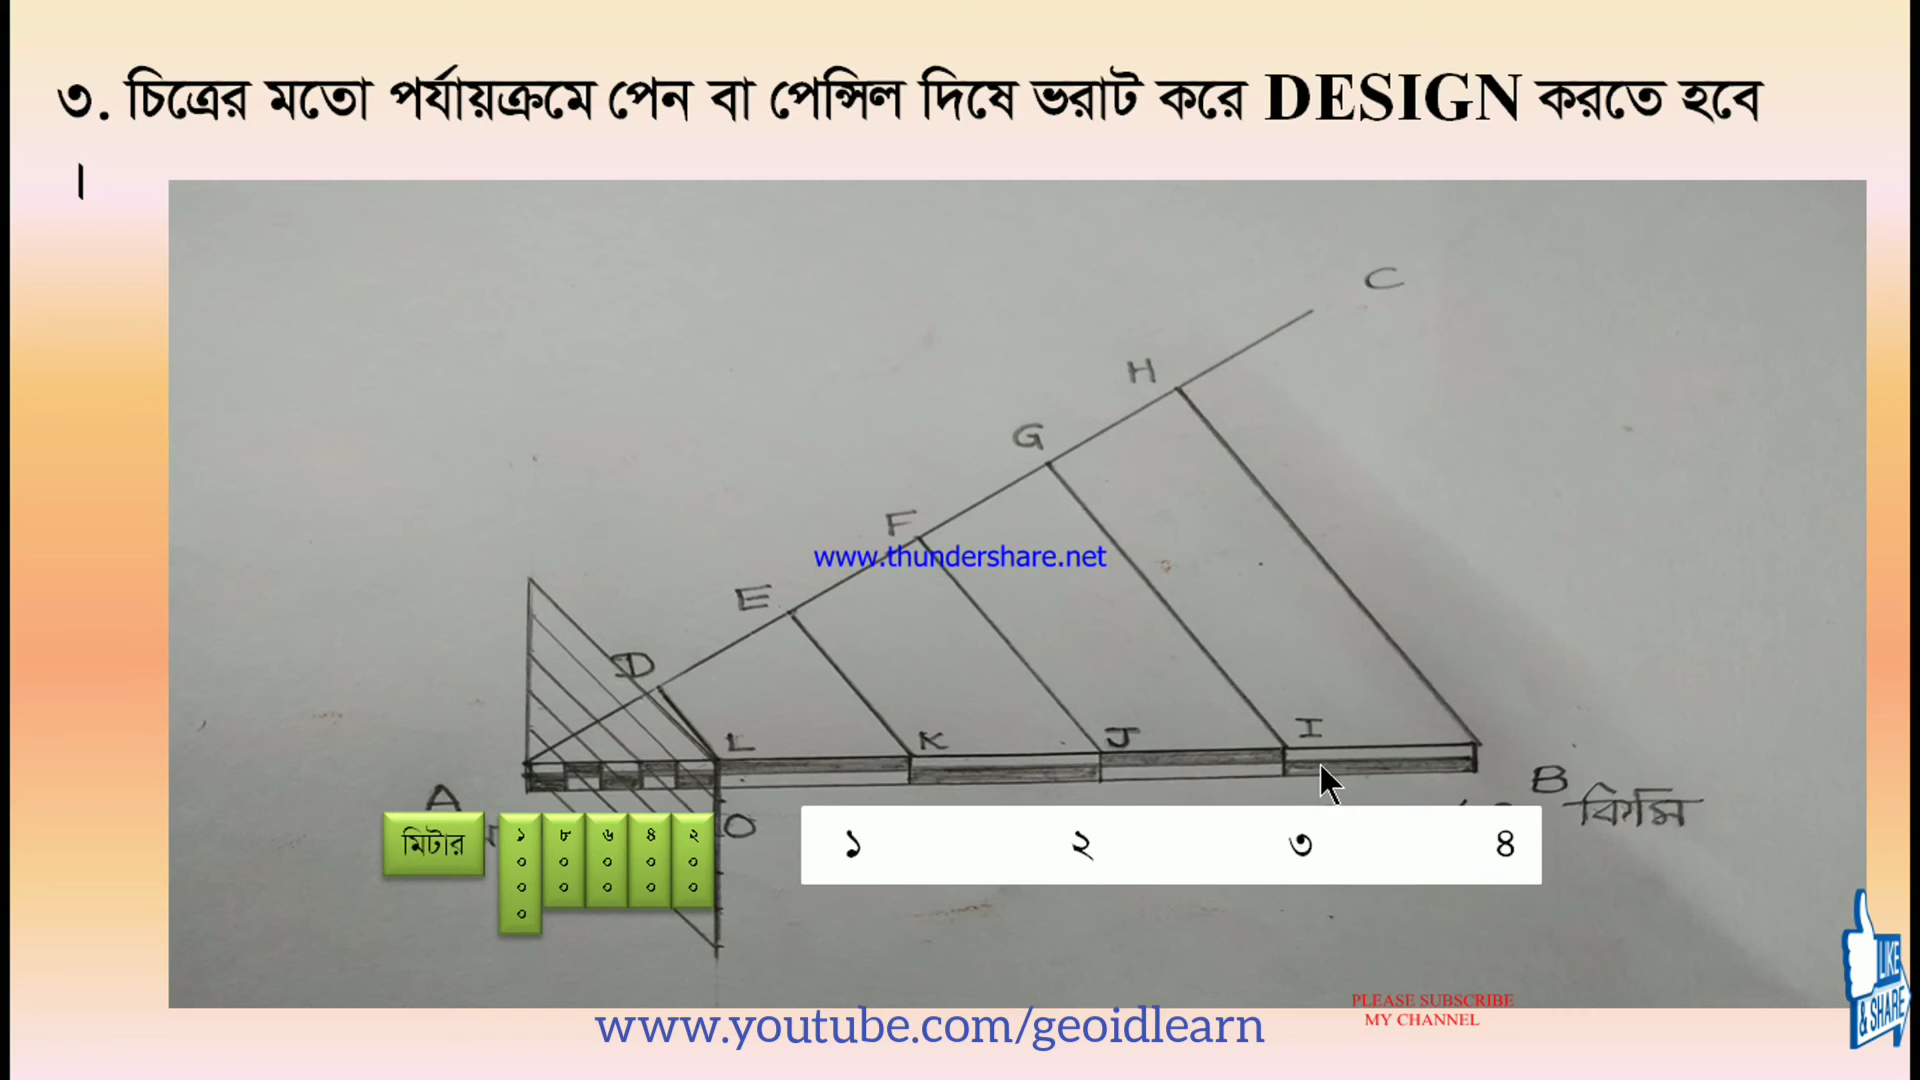 ৩. চিত্রের মতো পর্যায়ক্রমে পেন বা পেন্সিল দিষে ভরাট করে DESIGN করতে হবে
।
C
H
G
F
www.thundershare.net
E
D
L K J I
A B
কিমি
মিটার ১০০০ ৮০০ ৬০০ ৪০০ ২০০ O ১ ২ ৩ ৪
LIKE
& SHARE
PLEASE SUBSCRIBE
MY CHANNEL
www.youtube.com/geoidlearn